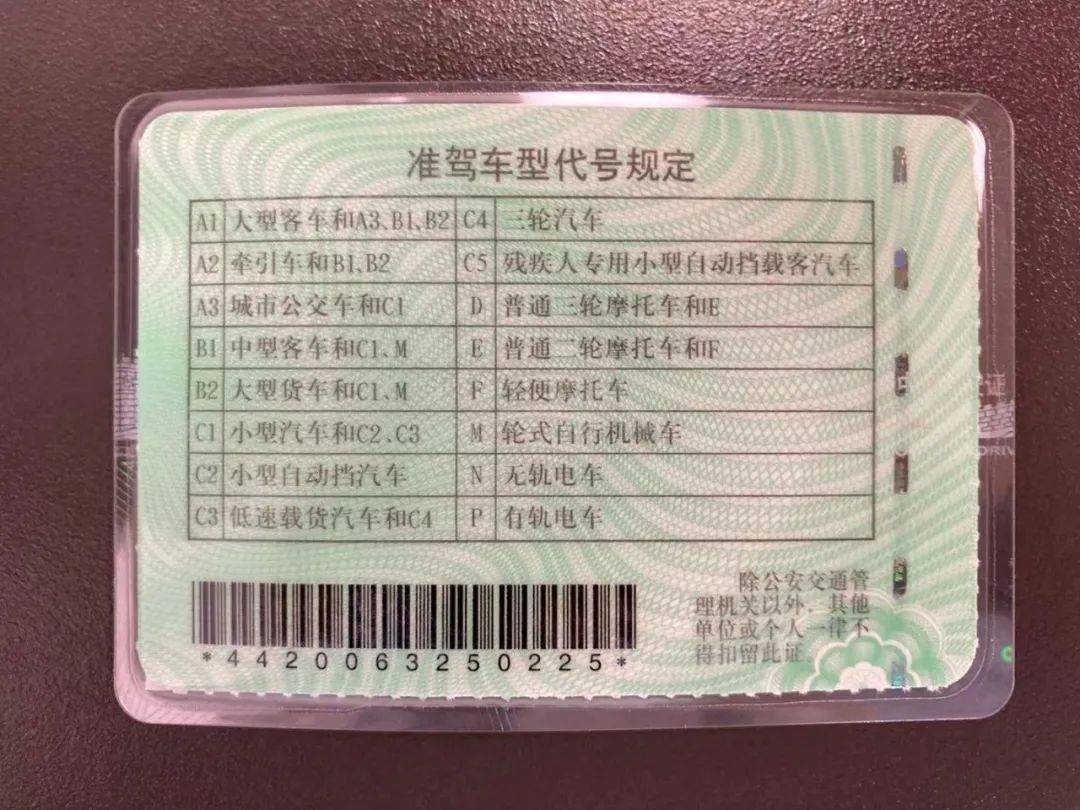 准驾车型代号规定
A1 大型客车和A3、B1、B2 C4 三轮汽车
A2 牵引车和B1、B2 C5 残疾人专用小型自动挡载客汽车
A3 城市公交车和C1 D 普通三轮摩托车和E
B1 中型客车和C1、M E 普通二轮摩托车和F
B2 大型货车和C1、M F 轻便摩托车
C1 小型汽车和C2、C3 M 轮式自行机械车
C2 小型自动挡汽车 N 无轨电车
C3 低速载货汽车和C4 P 有轨电车
除公安交通管
理机关以外，其他
单位或个人一律不
得扣留此证。
*4420063250225*
证
DRIV